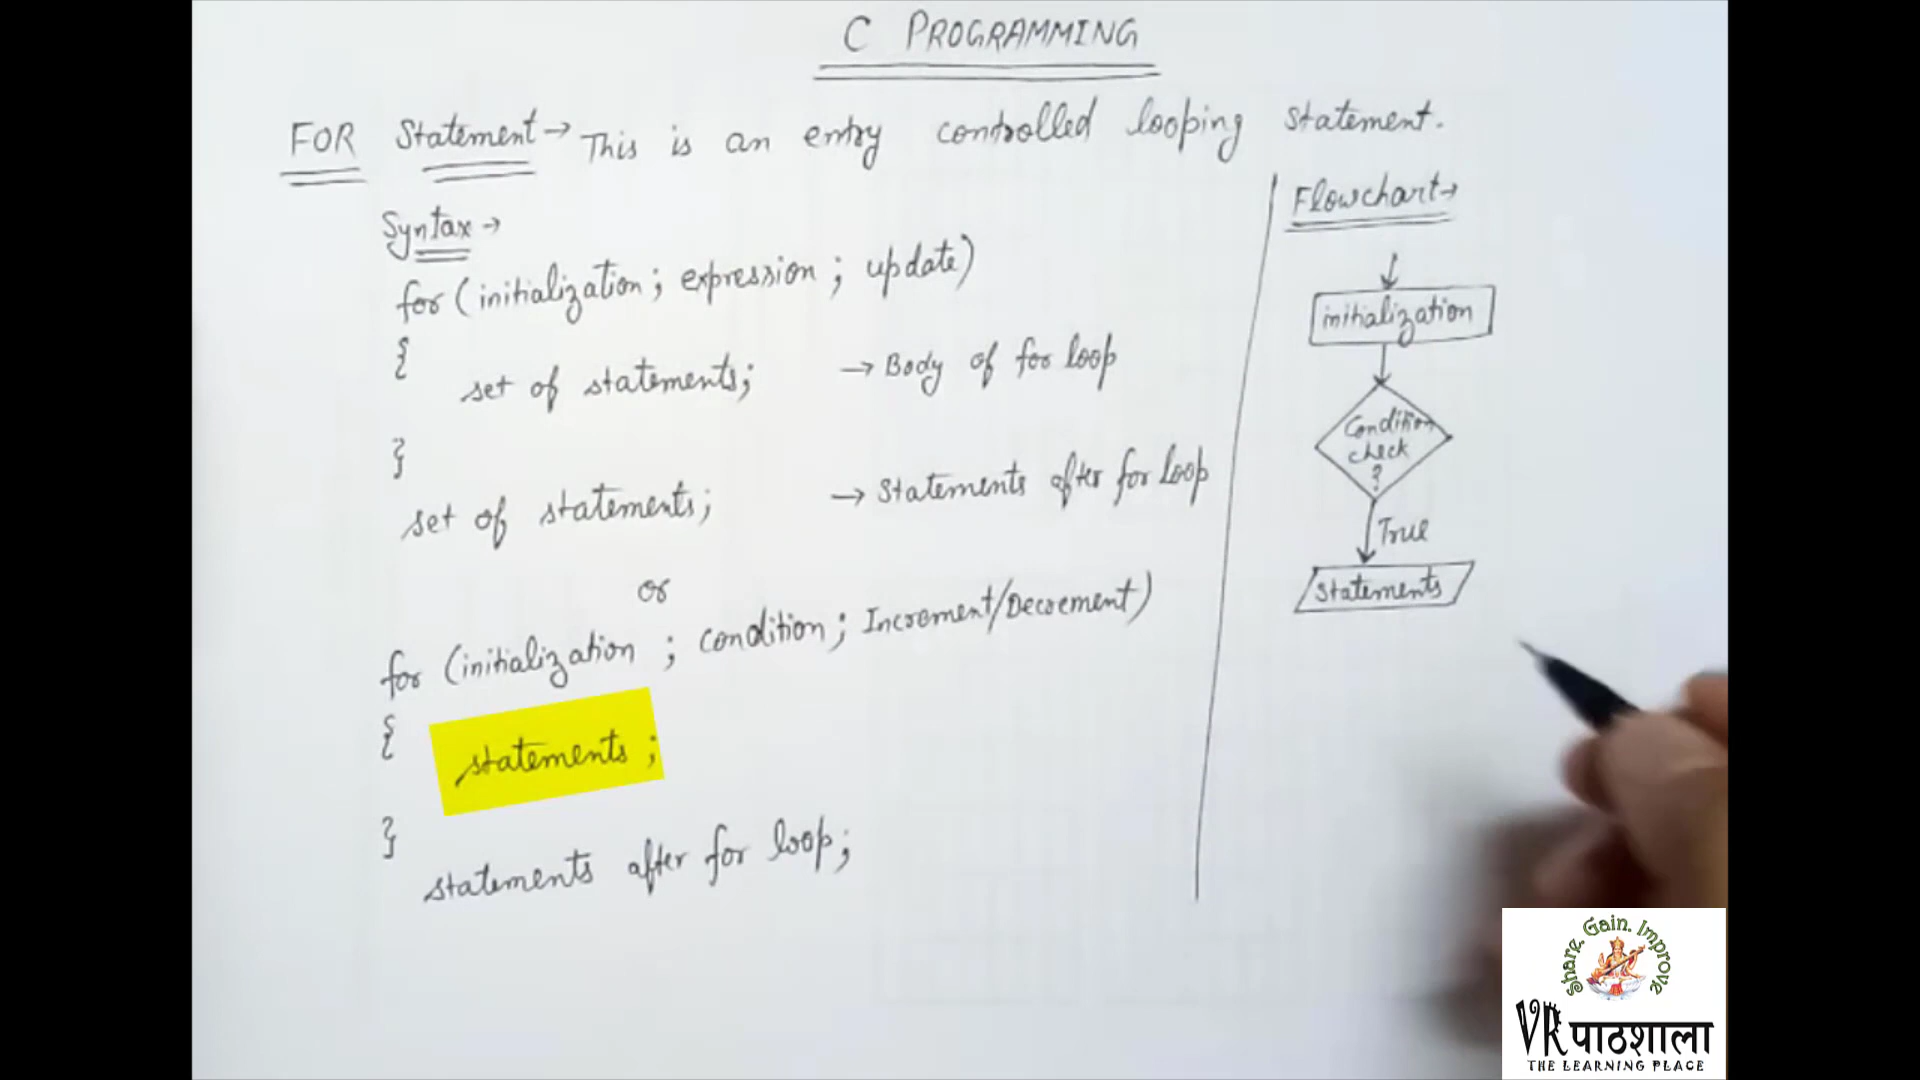 C PROGRAMMING
FOR Statement → This is an entry controlled looping statement.
Syntax →
for (initialization ; expression ; update)
{
set of statements; → Body of for loop
}
set of statements; → Statements after for loop
or
for (initialization ; condition ; Increment/Decrement)
{
statements ;
}
statements after for loop;
Flowchart →
initialization
Condition
check
?
True
Statements
Share. Gain. Improve
VR पाठशाला
THE LEARNING PLACE